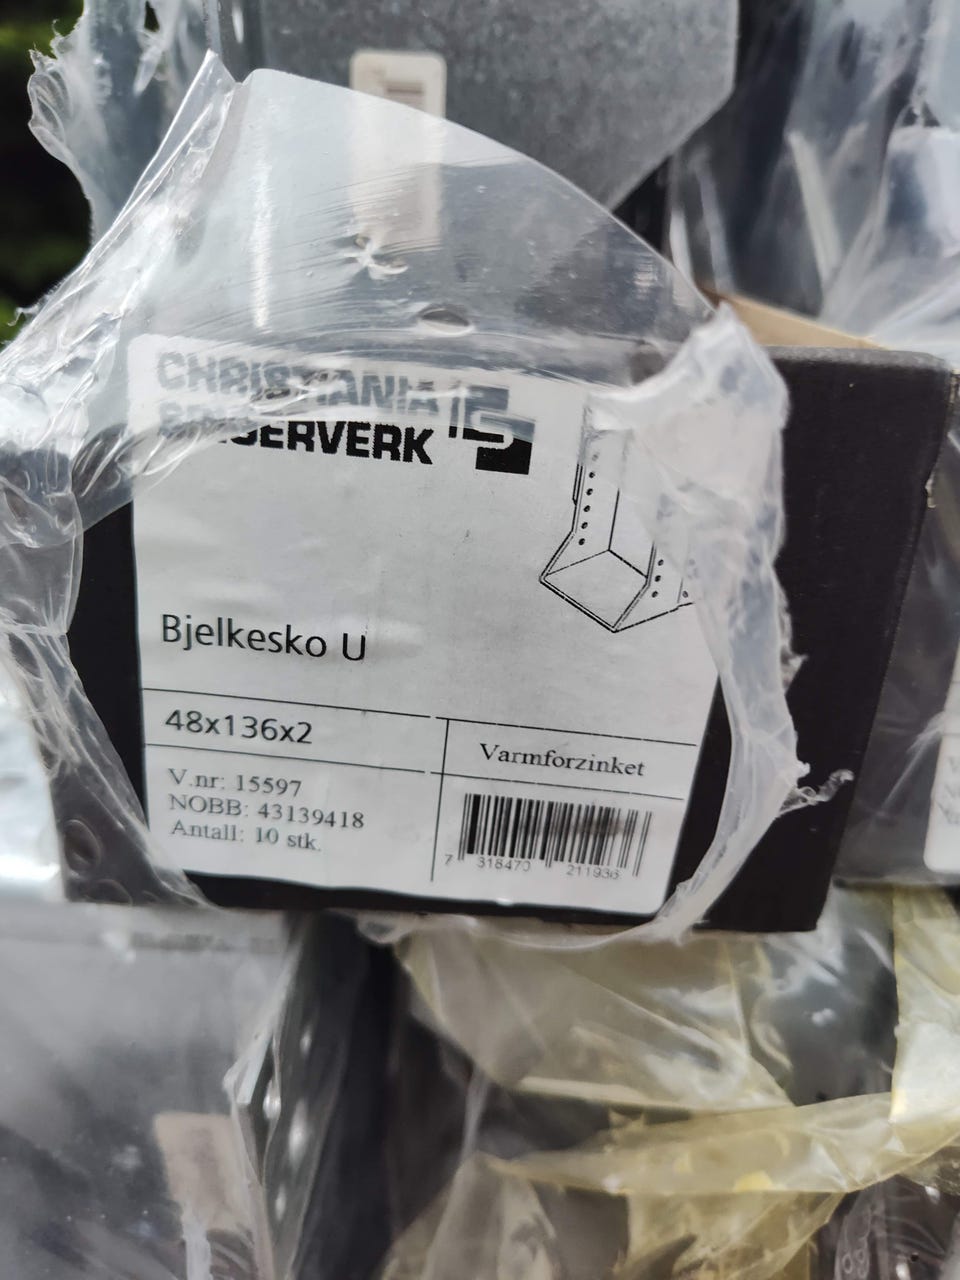 CHRISTIANIA
SPIGERVERK
Bjelkesko U
48x136x2
Varmforzinket
V.nr: 15597
NOBB: 43139418
Antall: 10 stk.
7 318470 211936